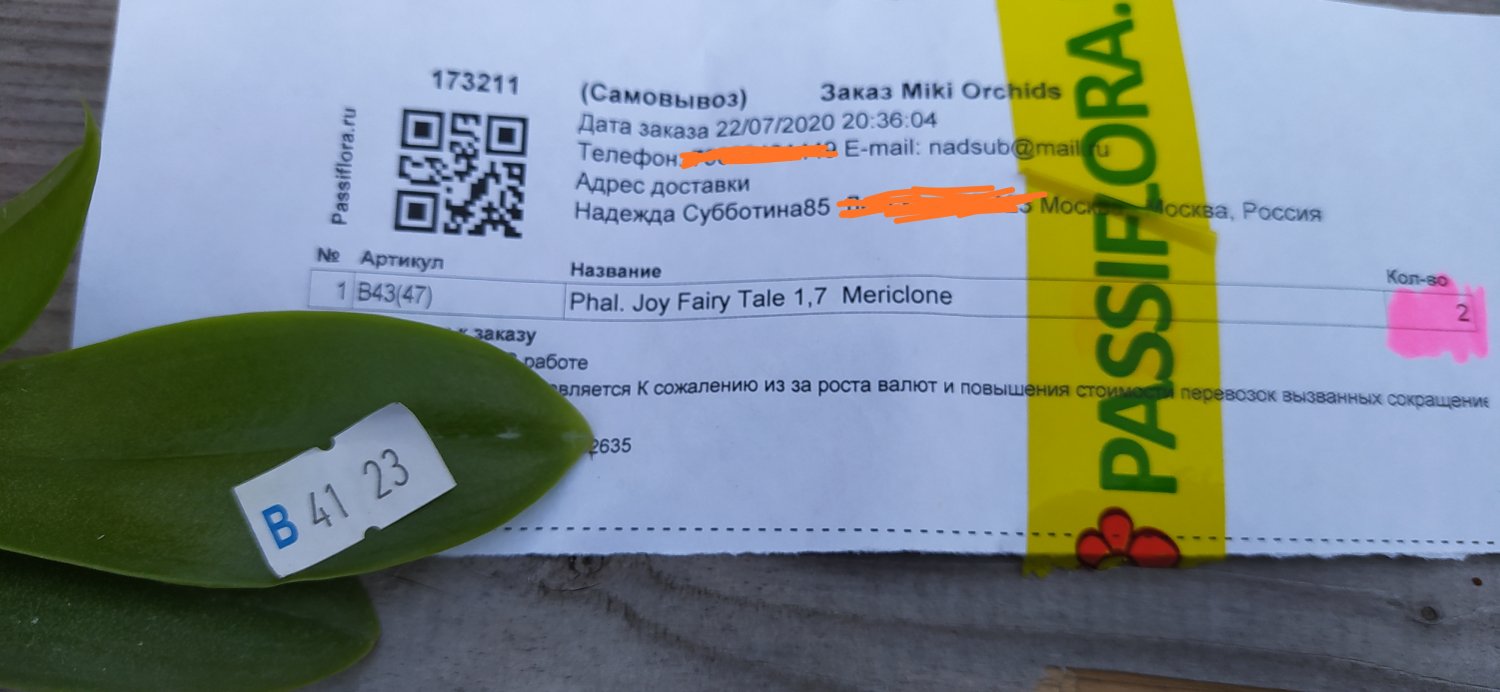 173211
(Самовывоз) Заказ Miki Orchids
Passiflora.ru
Дата заказа 22/07/2020 20:36:04
Телефон: E-mail: nadsub@mail.ru
Адрес доставки
Надежда Субботина85 Москва, Россия
№ Артикул Название Кол-во
1 B43(47) Phal. Joy Fairy Tale 1,7 Mericlone 2
к заказу
работе
вляется К сожалению из за роста валют и повышения стоимости перевозок вызванных сокращение
2635
PASSIFLORA.
B 41 23